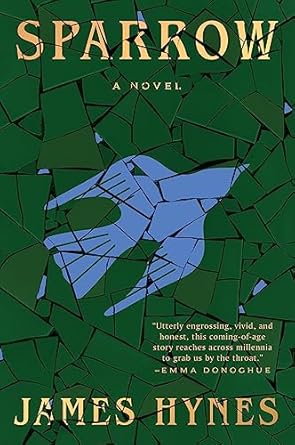 SPARROW
A NOVEL
"Utterly engrossing, vivid, and
honest, this coming-of-age
story reaches across millennia
to grab us by the throat."
–EMMA DONOGHUE
JAMES HYNES